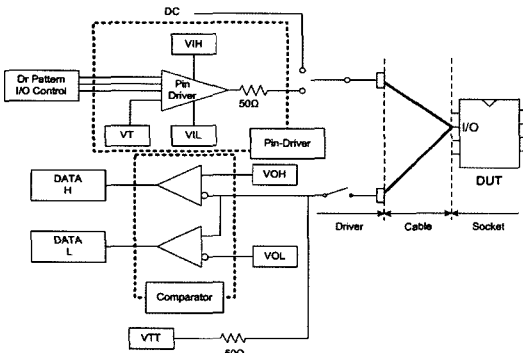 DC
VIH
Dr Pattern
I/O Control
Pin
Driver
50Ω
VT
VIL
Pin-Driver
I/O
DUT
DATA
H
VOH
DATA
L
VOL
Driver
Cable
Socket
Comparator
VTT
50Ω